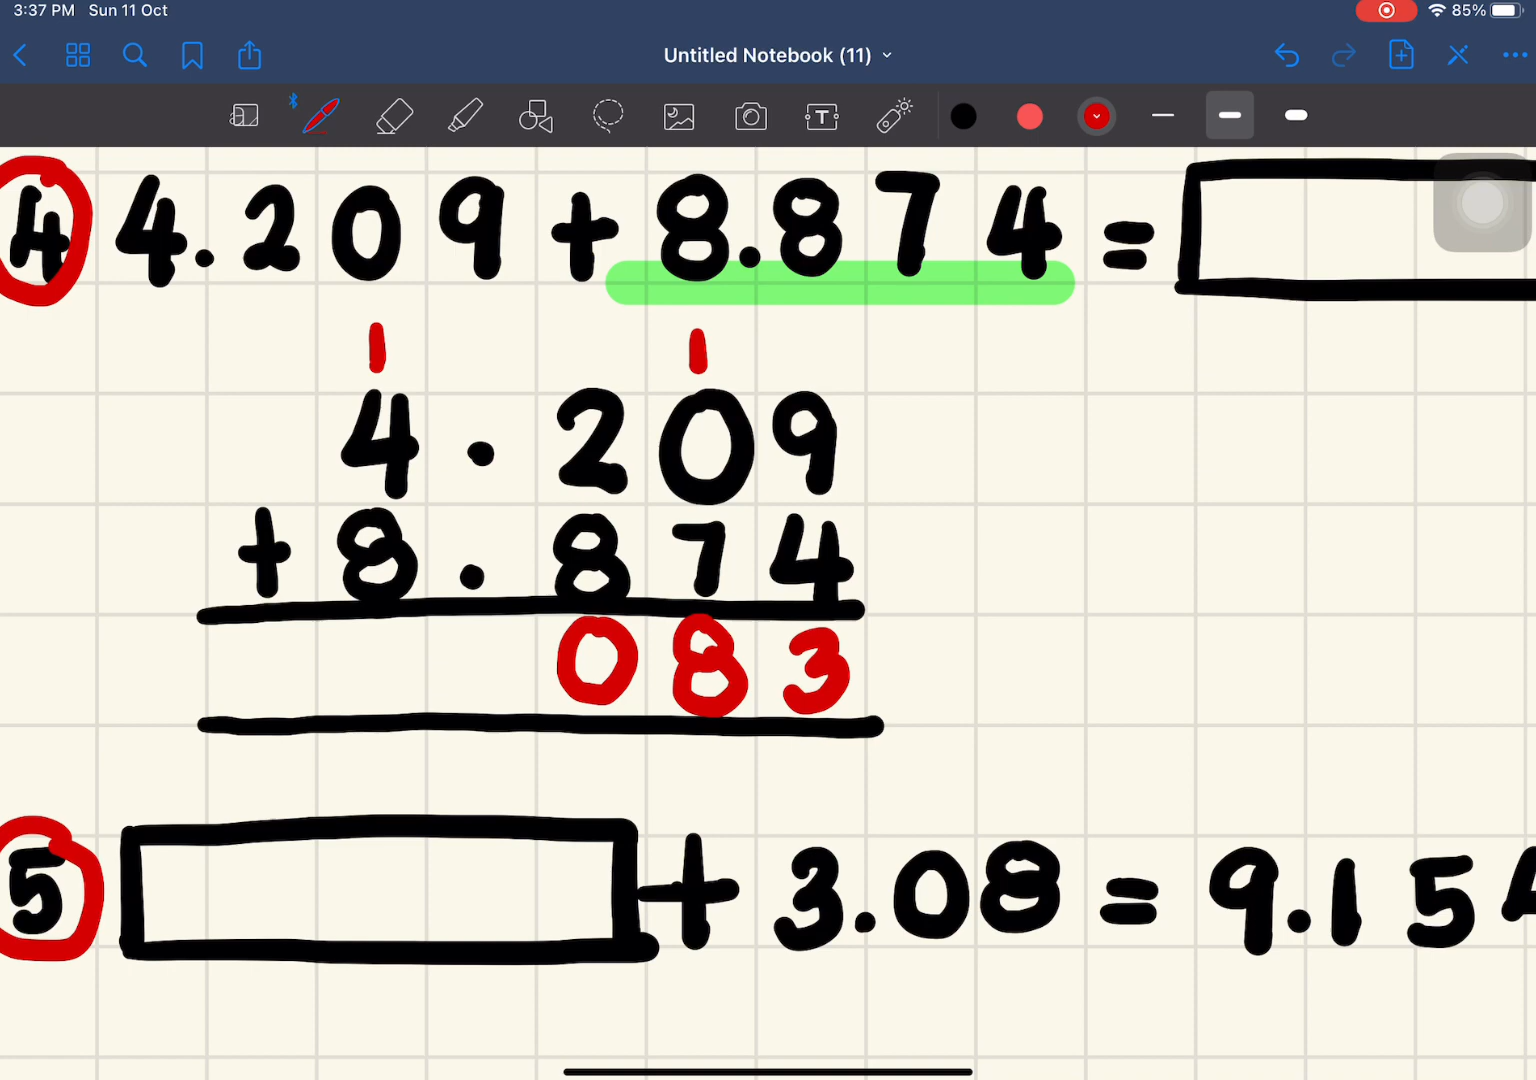 3:37 PM Sun 11 Oct 85%
Untitled Notebook (11)
T
4 4.209 + 8.874 =
1 1
4.209
+ 8.874
083
5 + 3.08 = 9.154